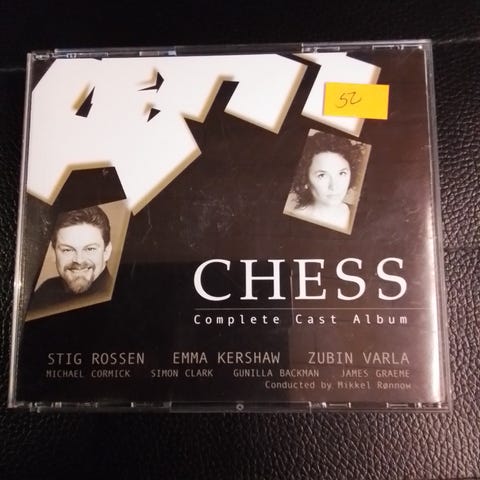 52
CHESS
Complete Cast Album
STIG ROSSEN EMMA KERSHAW ZUBIN VARLA
MICHAEL CORMICK SIMON CLARK GUNILLA BACKMAN JAMES GRAEME
Conducted by Mikkel Rønnow